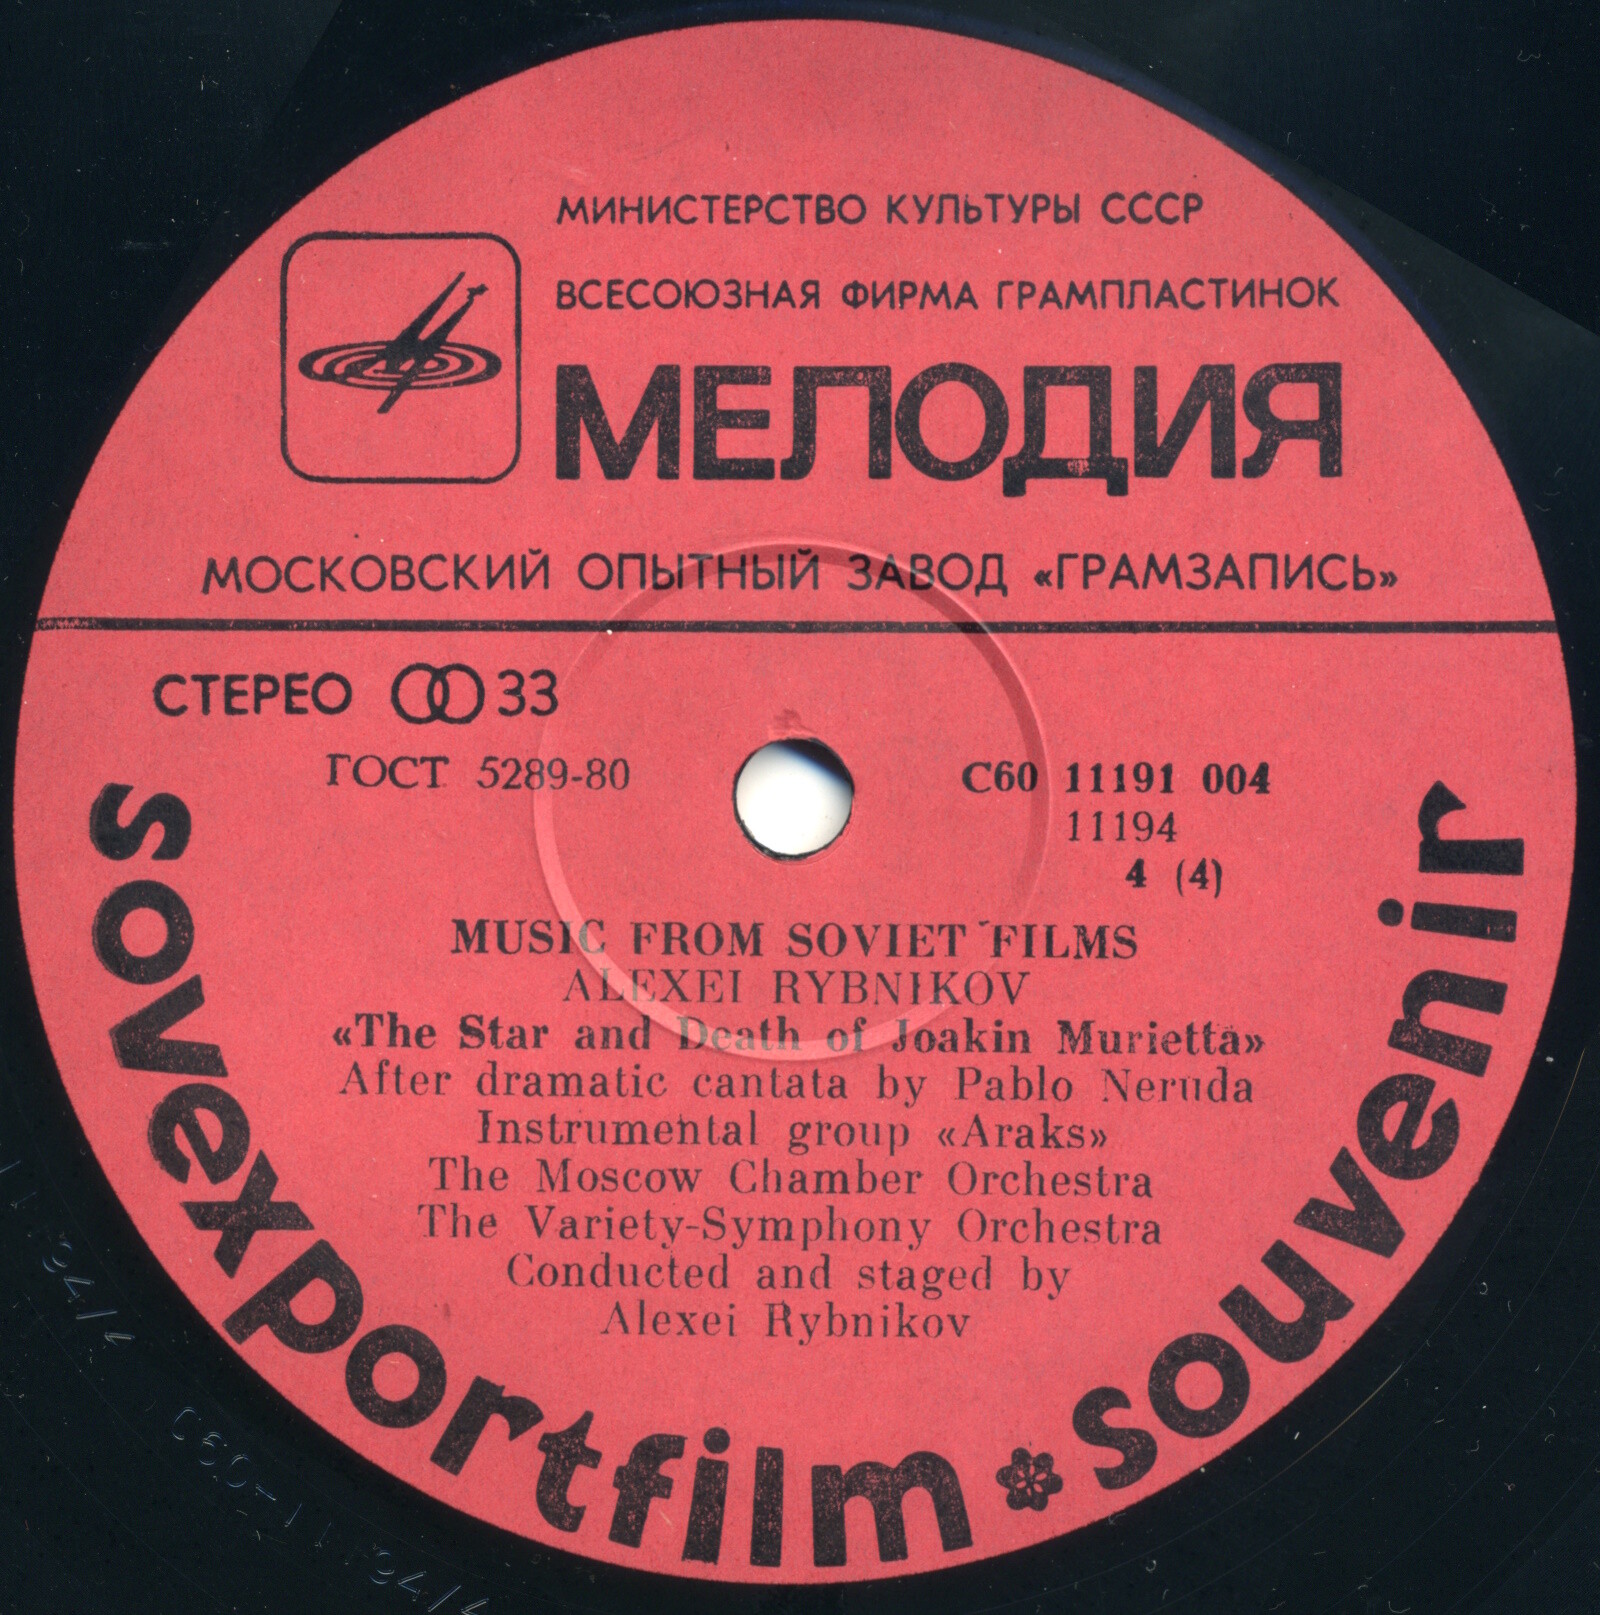 МИНИСТЕРСТВО КУЛЬТУРЫ СССР
ВСЕСОЮЗНАЯ ФИРМА ГРАМПЛАСТИНОК
МЕЛОДИЯ
МОСКОВСКИЙ ОПЫТНЫЙ ЗАВОД «ГРАМЗАПИСЬ»
СТЕРЕО 33
ГОСТ 5289-80
С60 11191 004
11194
4 (4)
MUSIC FROM SOVIET FILMS
ALEXEI RYBNIKOV
«The Star and Death of Joakin Murietta»
After dramatic cantata by Pablo Neruda
Instrumental group «Araks»
The Moscow Chamber Orchestra
The Variety-Symphony Orchestra
Conducted and staged by
Alexei Rybnikov
sovexportfilm souvenir